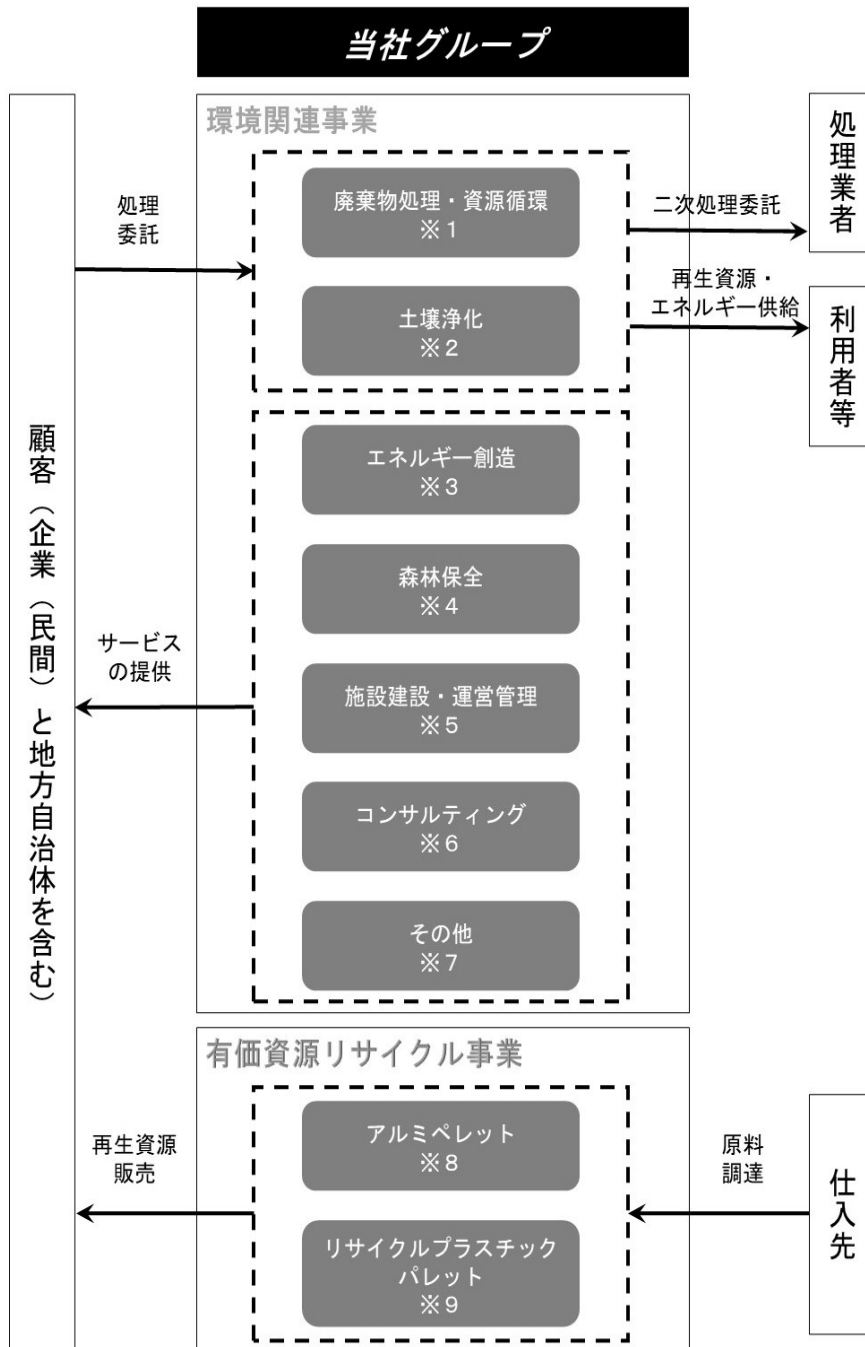 当社グループ
環境関連事業
処理
委託
廃棄物処理・資源循環
※1
二次処理委託
処理業者
土壌浄化
※2
再生資源・
エネルギー供給
利用者等
エネルギー創造
※3
森林保全
※4
顧客（企業（民間）と地方自治体を含む）
サービス
の提供
施設建設・運営管理
※5
コンサルティング
※6
その他
※7
有価資源リサイクル事業
再生資源
販売
アルミペレット
※8
原料
調達
仕入先
リサイクルプラスチック
パレット
※9